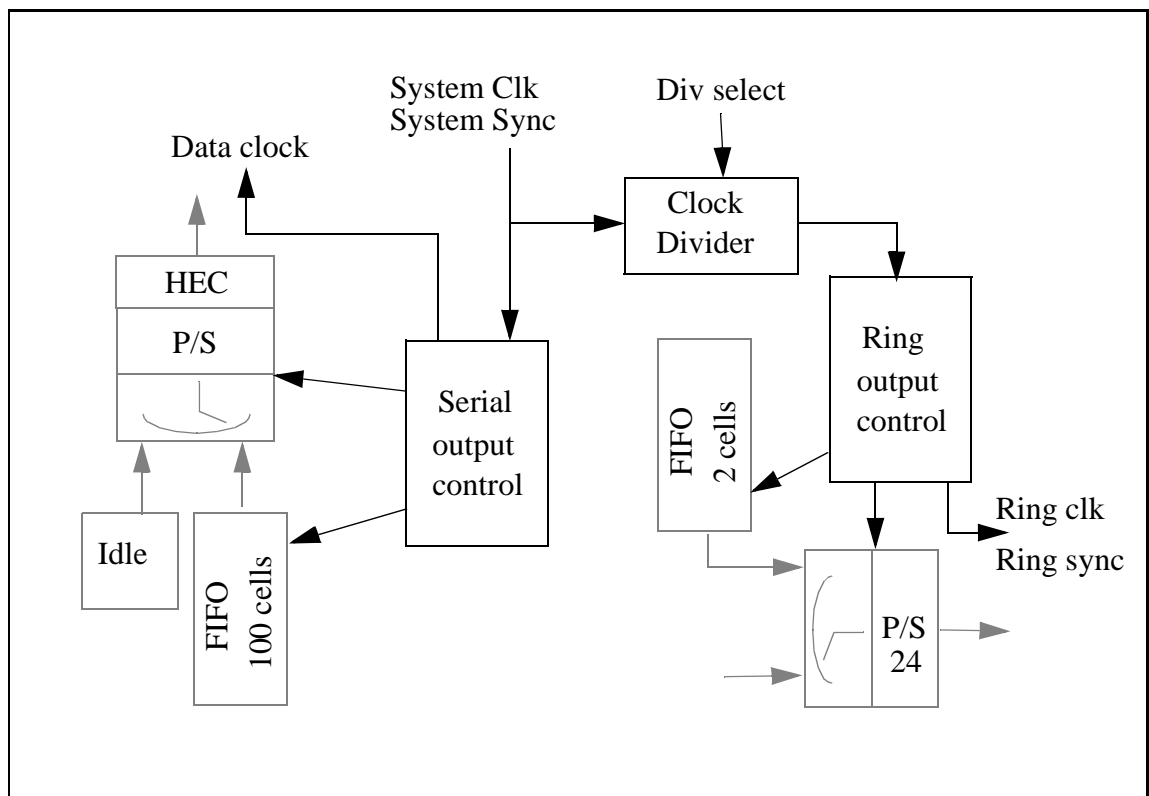 System Clk
System Sync
Div select
Data clock
Clock
Divider
HEC
P/S
Serial
output
control
Ring
output
control
FIFO
2 cells
Idle
FIFO
100 cells
Ring clk
Ring sync
P/S
24